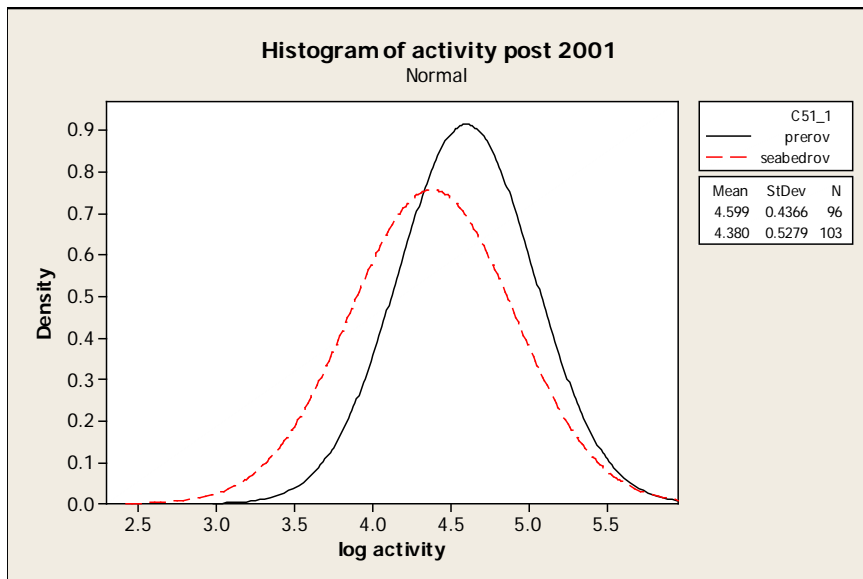 Histogram of activity post 2001
Normal
C51_1
prerov
seabedrov
Mean StDev N
4.599 0.4366 96
4.380 0.5279 103
Density
0.9
0.8
0.7
0.6
0.5
0.4
0.3
0.2
0.1
0.0
2.5 3.0 3.5 4.0 4.5 5.0 5.5
log activity